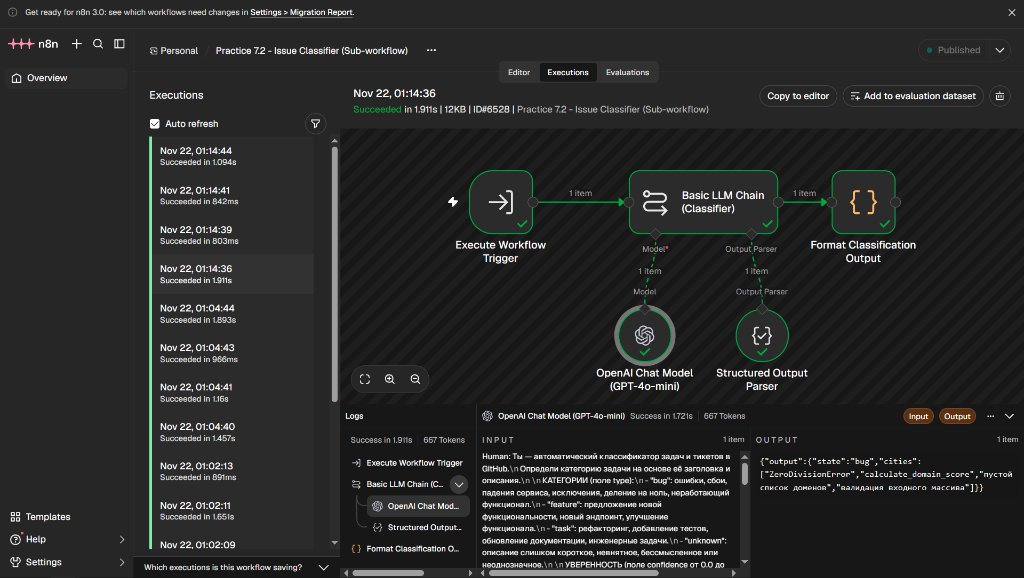 Get ready for n8n 3.0: see which workflows need changes in Settings > Migration Report.
n8n
Personal / Practice 7.2 - Issue Classifier (Sub-workflow) ...
Published
Overview
Editor Executions Evaluations
Executions
Auto refresh
Nov 22, 01:14:44
Succeeded in 1.094s
Nov 22, 01:14:41
Succeeded in 842ms
Nov 22, 01:14:39
Succeeded in 803ms
Nov 22, 01:14:36
Succeeded in 1.911s
Nov 22, 01:04:44
Succeeded in 1.893s
Nov 22, 01:04:43
Succeeded in 966ms
Nov 22, 01:04:41
Succeeded in 1.16s
Nov 22, 01:04:40
Succeeded in 1.457s
Nov 22, 01:02:13
Succeeded in 891ms
Nov 22, 01:02:11
Succeeded in 1.651s
Nov 22, 01:02:09
Which executions is this workflow saving?
Templates
Help
Settings
Nov 22, 01:14:36
Succeeded in 1.911s | 12KB | ID#6528 | Practice 7.2 - Issue Classifier (Sub-workflow)
Copy to editor
Add to evaluation dataset
1 item
1 item
Basic LLM Chain
(Classifier)
Execute Workflow
Trigger
Model*
Output Parser
Format Classification
Output
1 item
1 item
Model
Output Parser
OpenAI Chat Model
(GPT-4o-mini)
Structured Output
Parser
Logs
Success in 1.911s | 667 Tokens
Execute Workflow Trigger
Basic LLM Chain (C...
OpenAI Chat Mod...
Structured Output...
Format Classification O...
OpenAI Chat Model (GPT-4o-mini) Success in 1.721s | 667 Tokens
Input Output ...
INPUT 1 item
Human: Ты — автоматический классификатор задач и тикетов в
GitHub.\n Определи категорию задачи на основе её заголовка и
описания.\n \n КАТЕГОРИИ (поле type):\n - "bug": ошибки, сбои,
падения сервиса, исключения, деление на ноль, неработающий
функционал.\n - "feature": предложение новой
функциональности, новый эндпоинт, улучшение
функционала.\n - "task": рефакторинг, добавление тестов,
обновление документации, инженерные задачи.\n - "unknown":
описание слишком короткое, невнятное, бессмысленное или
неоднозначное.\n \n УВЕРЕННОСТЬ (поле confidence от 0.0 до
OUTPUT 1 item
{"output":{"state":"bug","cities":
["ZeroDivisionError","calculate_domain_score","пустой
список доменов","валидация входного массива"]}}